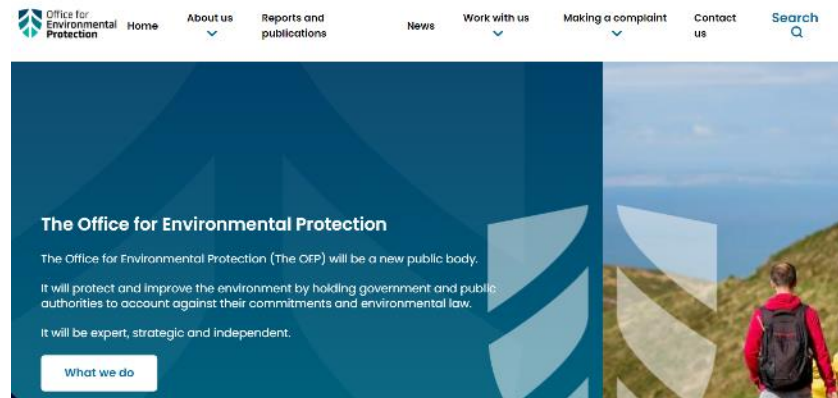 Office for
Environmental
Protection
Home
About us
Reports and
publications
News
Work with us
Making a complaint
Contact
us
Search
The Office for Environmental Protection
The Office for Environmental Protection (The OEP) will be a new public body.
It will protect and improve the environment by holding government and public
authorities to account against their commitments and environmental law.
It will be expert, strategic and independent.
What we do